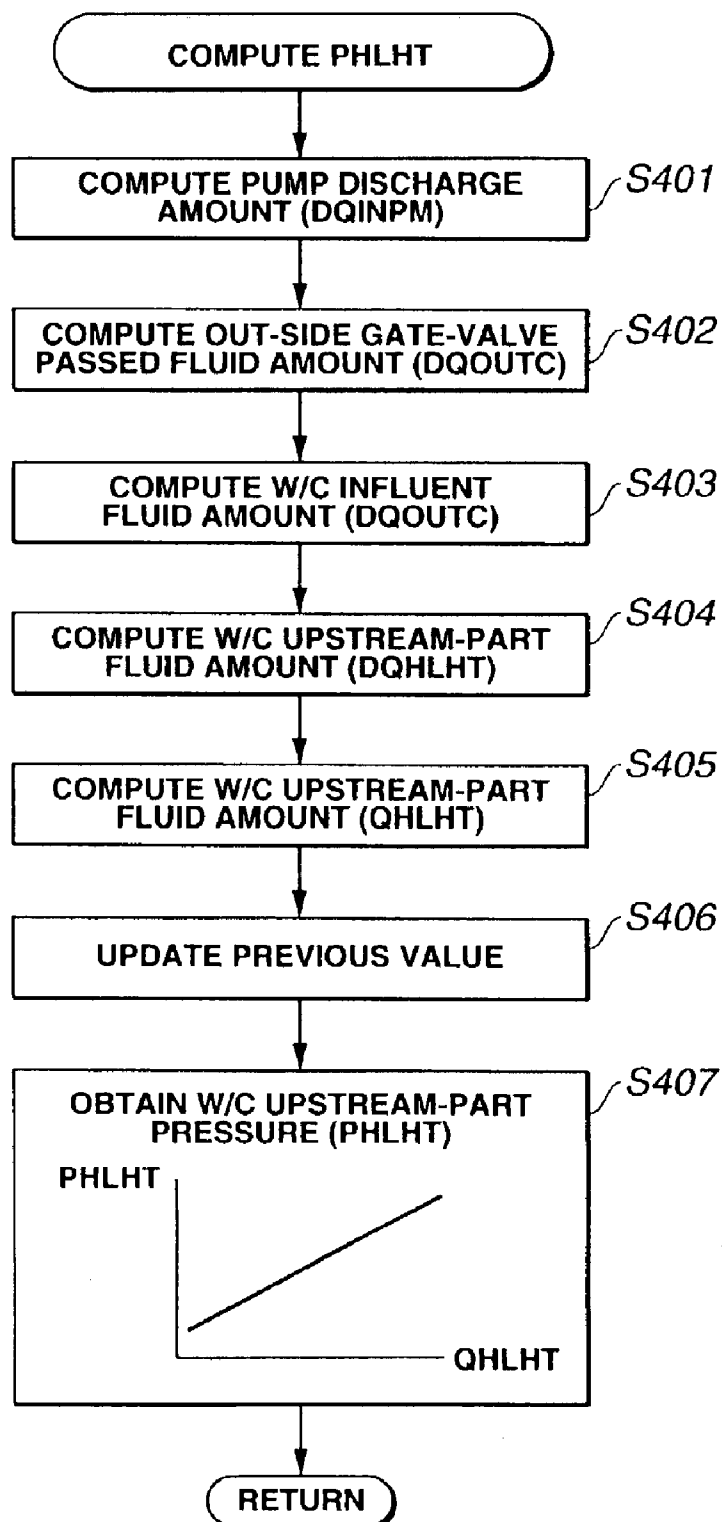 COMPUTE PHLHT
COMPUTE PUMP DISCHARGE
AMOUNT (DQINPM)
S401
COMPUTE OUT-SIDE GATE-VALVE
PASSED FLUID AMOUNT (DQOUTC)
S402
COMPUTE W/C INFLUENT
FLUID AMOUNT (DQOUTC)
S403
COMPUTE W/C UPSTREAM-PART
FLUID AMOUNT (DQHLHT)
S404
COMPUTE W/C UPSTREAM-PART
FLUID AMOUNT (QHLHT)
S405
UPDATE PREVIOUS VALUE
S406
OBTAIN W/C UPSTREAM-PART
PRESSURE (PHLHT)
S407
PHLHT
QHLHT
RETURN